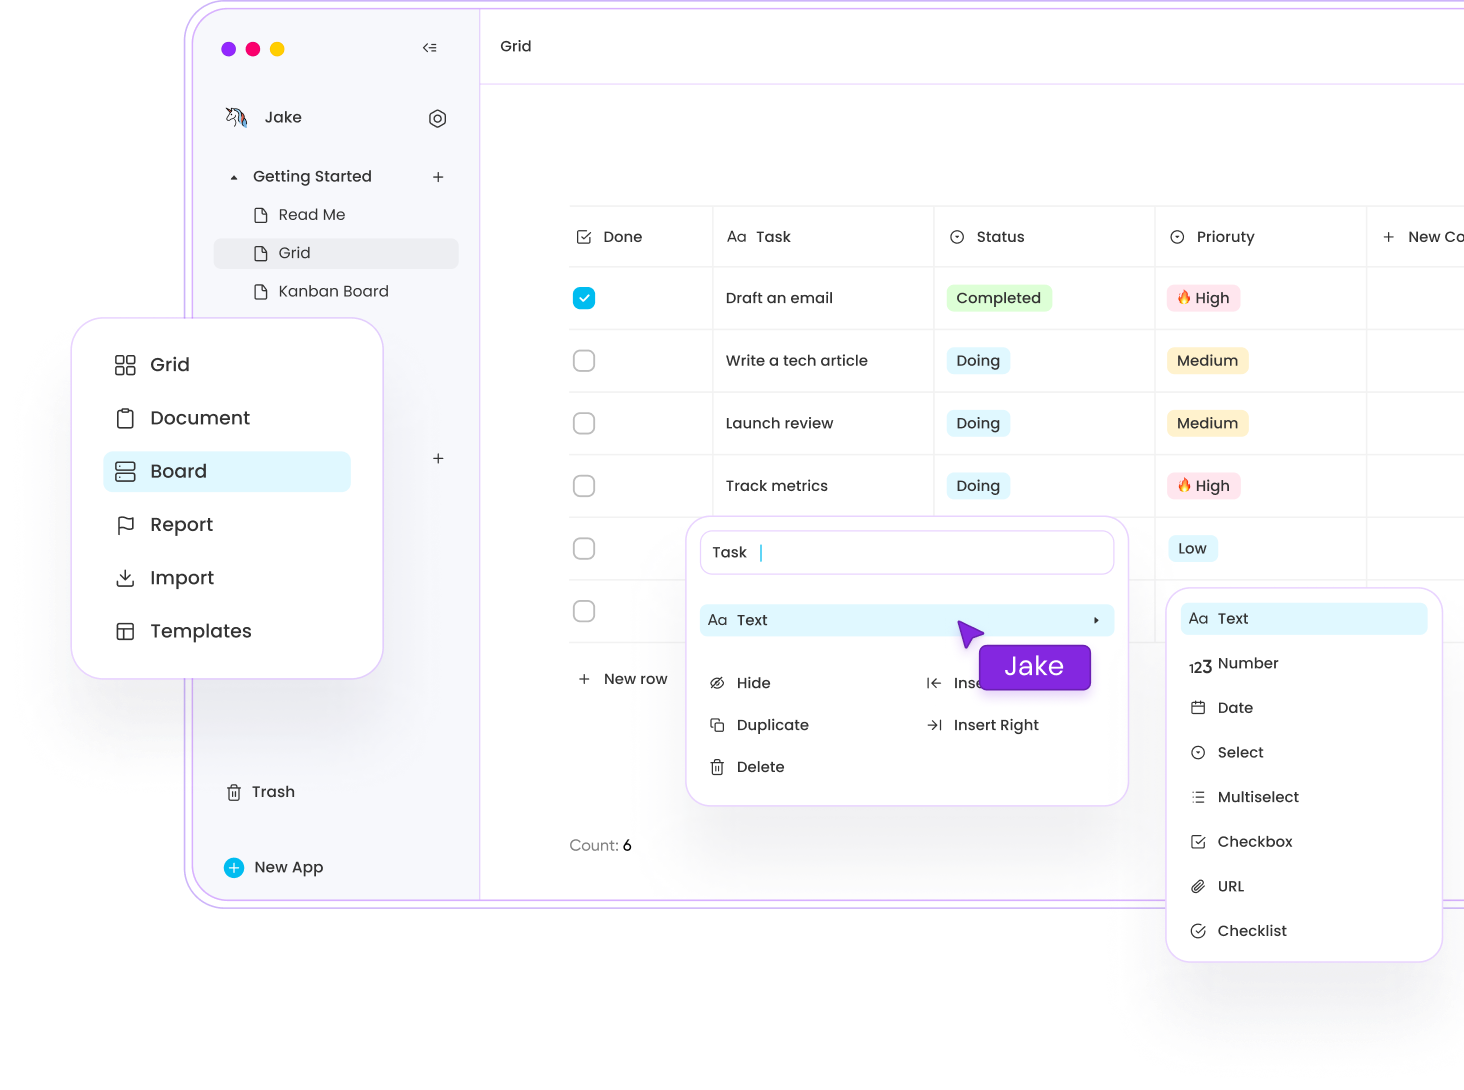 Grid
Jake
Getting Started
Read Me
Grid
Kanban Board
Grid
Document
Board
Report
Import
Templates
Trash
New App
Done
Aa Task
Status
Prioruty
New Co
Draft an email
Completed
🔥 High
Write a tech article
Doing
Medium
Launch review
Doing
Medium
Track metrics
Doing
🔥 High
Low
New row
Count: 6
Task
Aa Text
Jake
Hide
Inse
Duplicate
Insert Right
Delete
Aa Text
123 Number
Date
Select
Multiselect
Checkbox
URL
Checklist